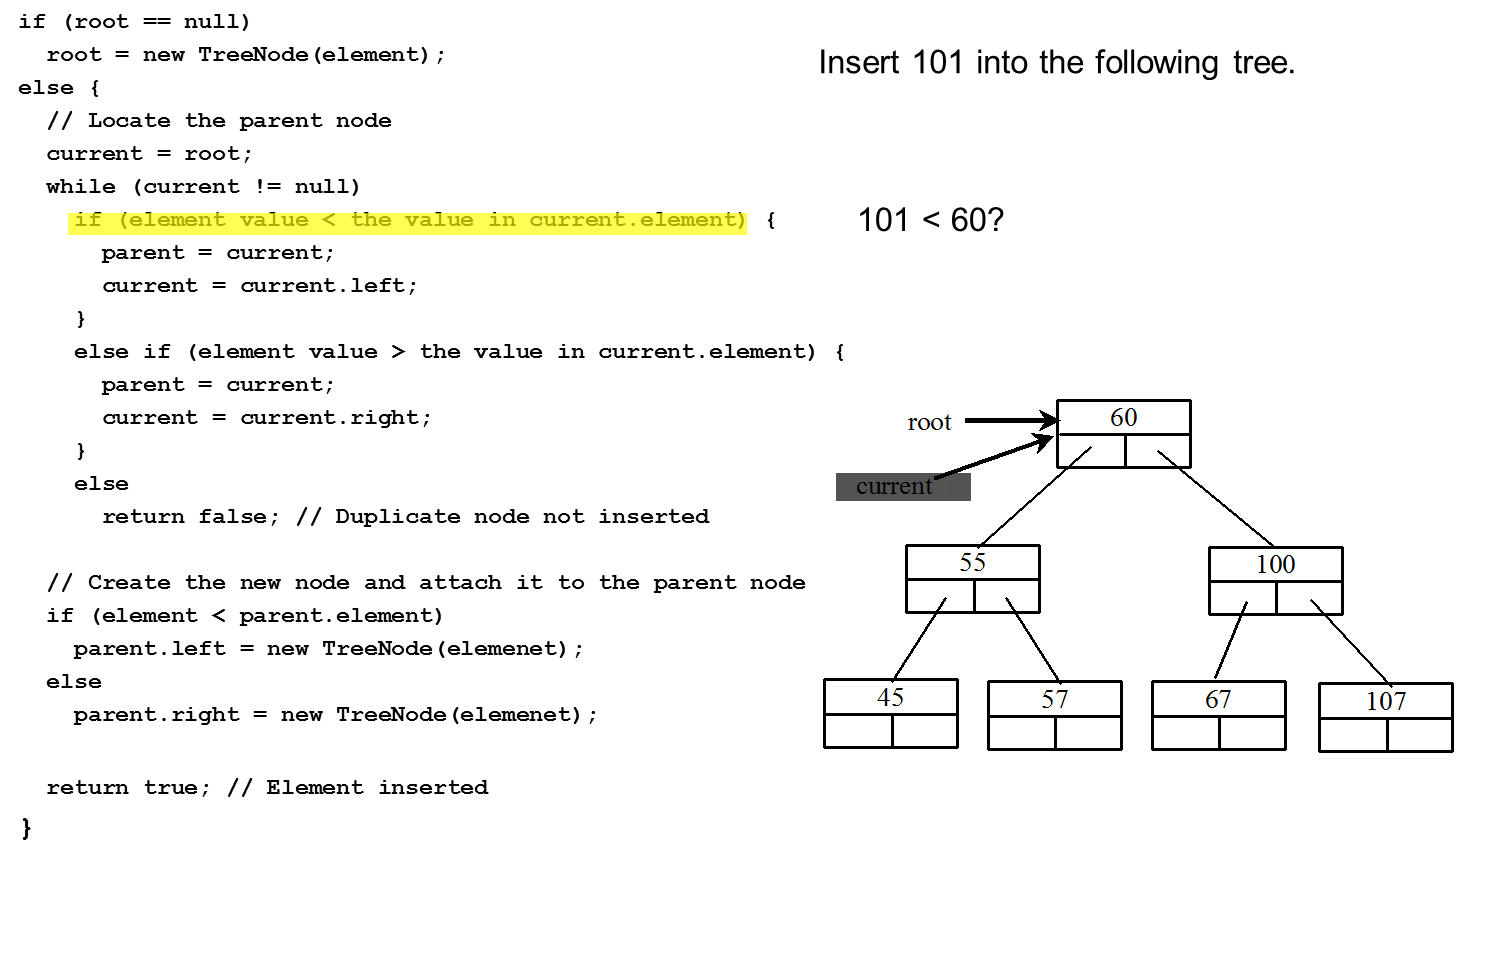 if (root == null)
root = new TreeNode(element);
else {
// Locate the parent node
current = root;
while (current != null)
if (element value < the value in current.element) {
parent = current;
current = current.left;
}
else if (element value > the value in current.element) {
parent = current;
current = current.right;
}
else
return false; // Duplicate node not inserted
// Create the new node and attach it to the parent node
if (element < parent.element)
parent.left = new TreeNode(elemenet);
else
parent.right = new TreeNode(elemenet);
return true; // Element inserted
}
Insert 101 into the following tree.
101 < 60?
root
60
current
55
100
45
57
67
107